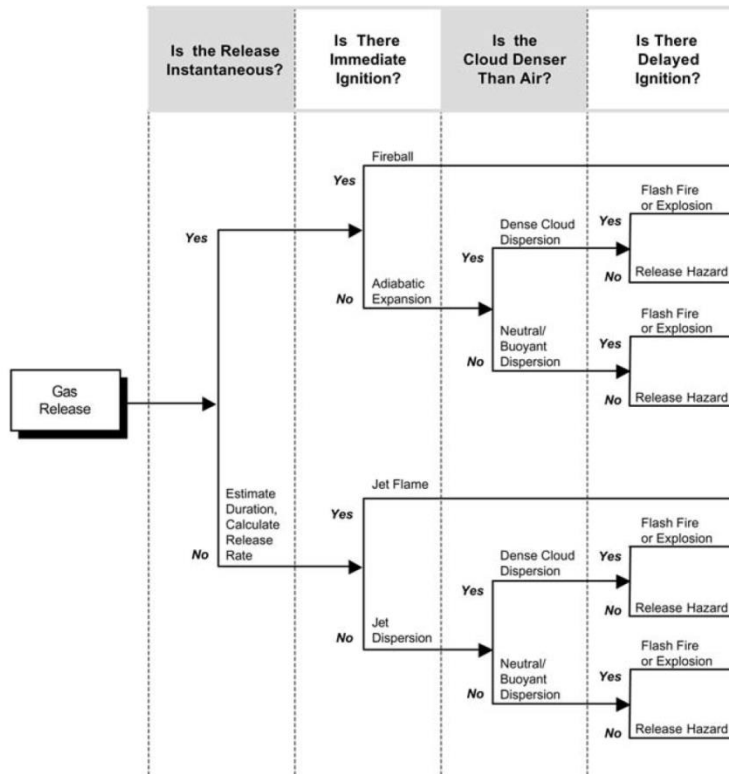 Is the Release
Instantaneous?
Is There
Immediate
Ignition?
Is the
Cloud Denser
Than Air?
Is There
Delayed
Ignition?
Fireball
Yes
Flash Fire
or Explosion
Yes
Dense Cloud
Dispersion
Yes
Yes
Adiabatic
Expansion
No
No
Release Hazard
Flash Fire
or Explosion
Neutral/
Buoyant
Dispersion
No
Yes
No
Release Hazard
Gas
Release
Jet Flame
Yes
Estimate
Duration,
Calculate
Release
Rate
No
Flash Fire
or Explosion
Dense Cloud
Dispersion
Yes
Yes
No
Release Hazard
Jet
Dispersion
No
Flash Fire
or Explosion
Neutral/
Buoyant
Dispersion
No
Yes
No
Release Hazard